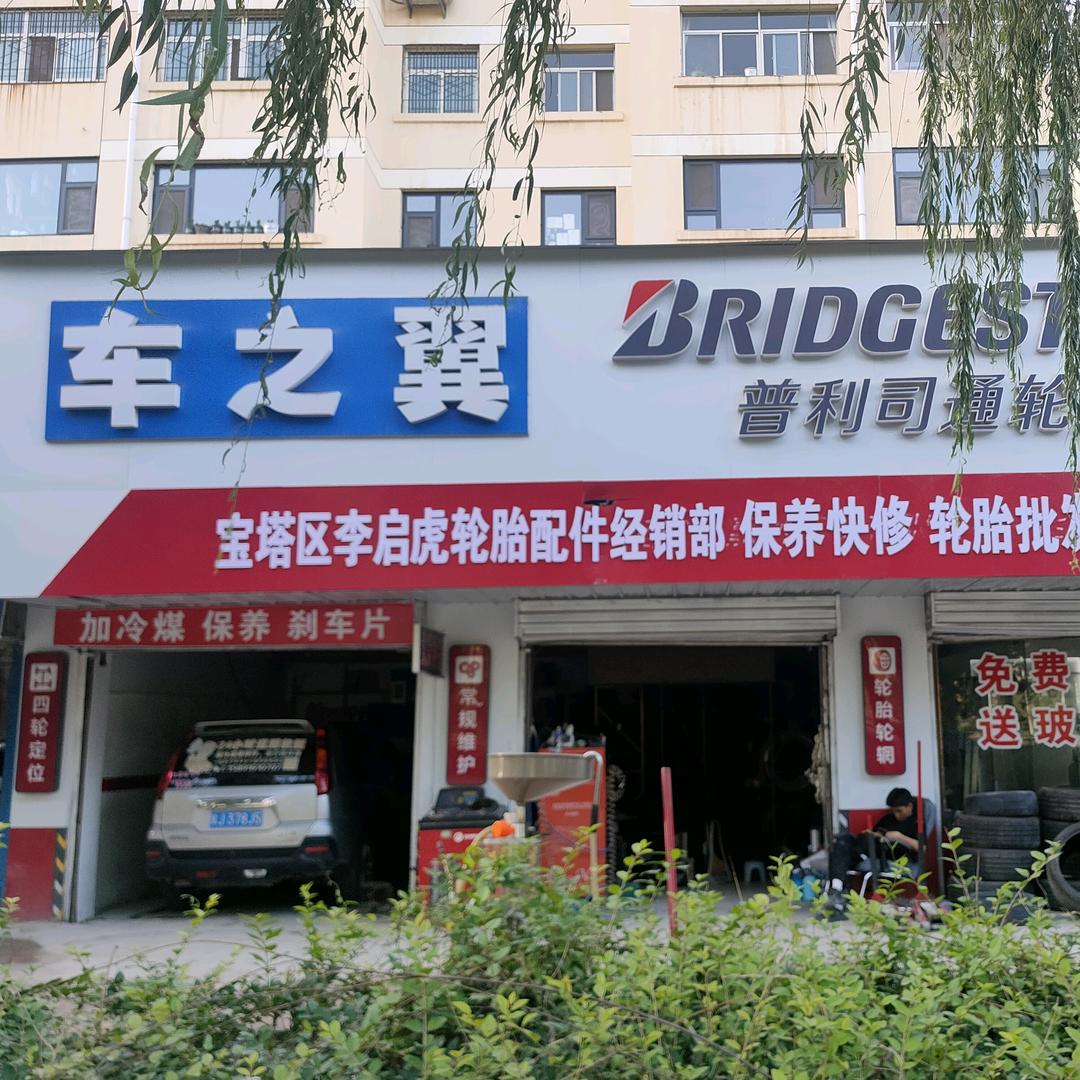 车之翼
BRIDGEST
普利司通轮
宝塔区李启虎轮胎配件经销部 保养快修 轮胎批发
加冷媒 保养 刹车片
四轮定位
常规维护
轮胎轮辋
免费
送玻